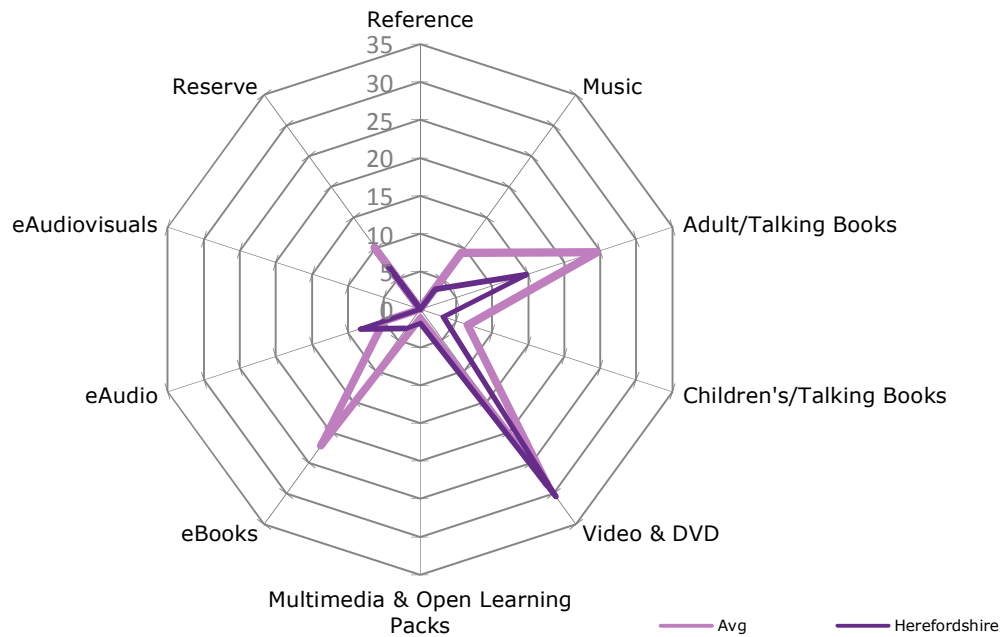 Reference
35
30
25
20
15
10
5
0
Music
Adult/Talking Books
Children's/Talking Books
Video & DVD
Multimedia & Open Learning
Packs
eBooks
eAudio
eAudiovisuals
Reserve
Avg
Herefordshire